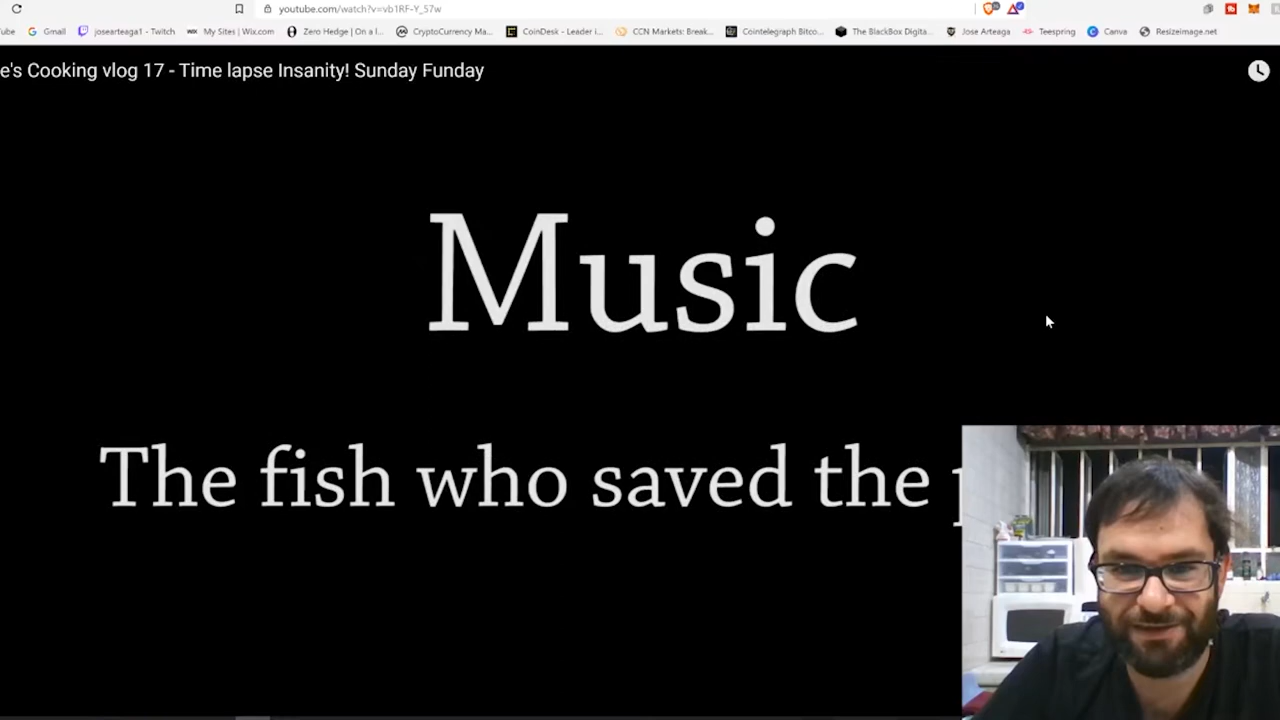 youtube.com/watch?v=vb1RF-Y_57w
Gmail josearteaga1 - Twitch My Sites | Wix.com Zero Hedge | On a l... CryptoCurrency Ma... CoinDesk - Leader i... CCN Markets: Break... Cointelegraph Bitco... The BlackBox Digita... Jose Arteaga Teespring Canva Resizeimage.net
e's Cooking vlog 17 - Time lapse Insanity! Sunday Funday
Music
The fish who saved the